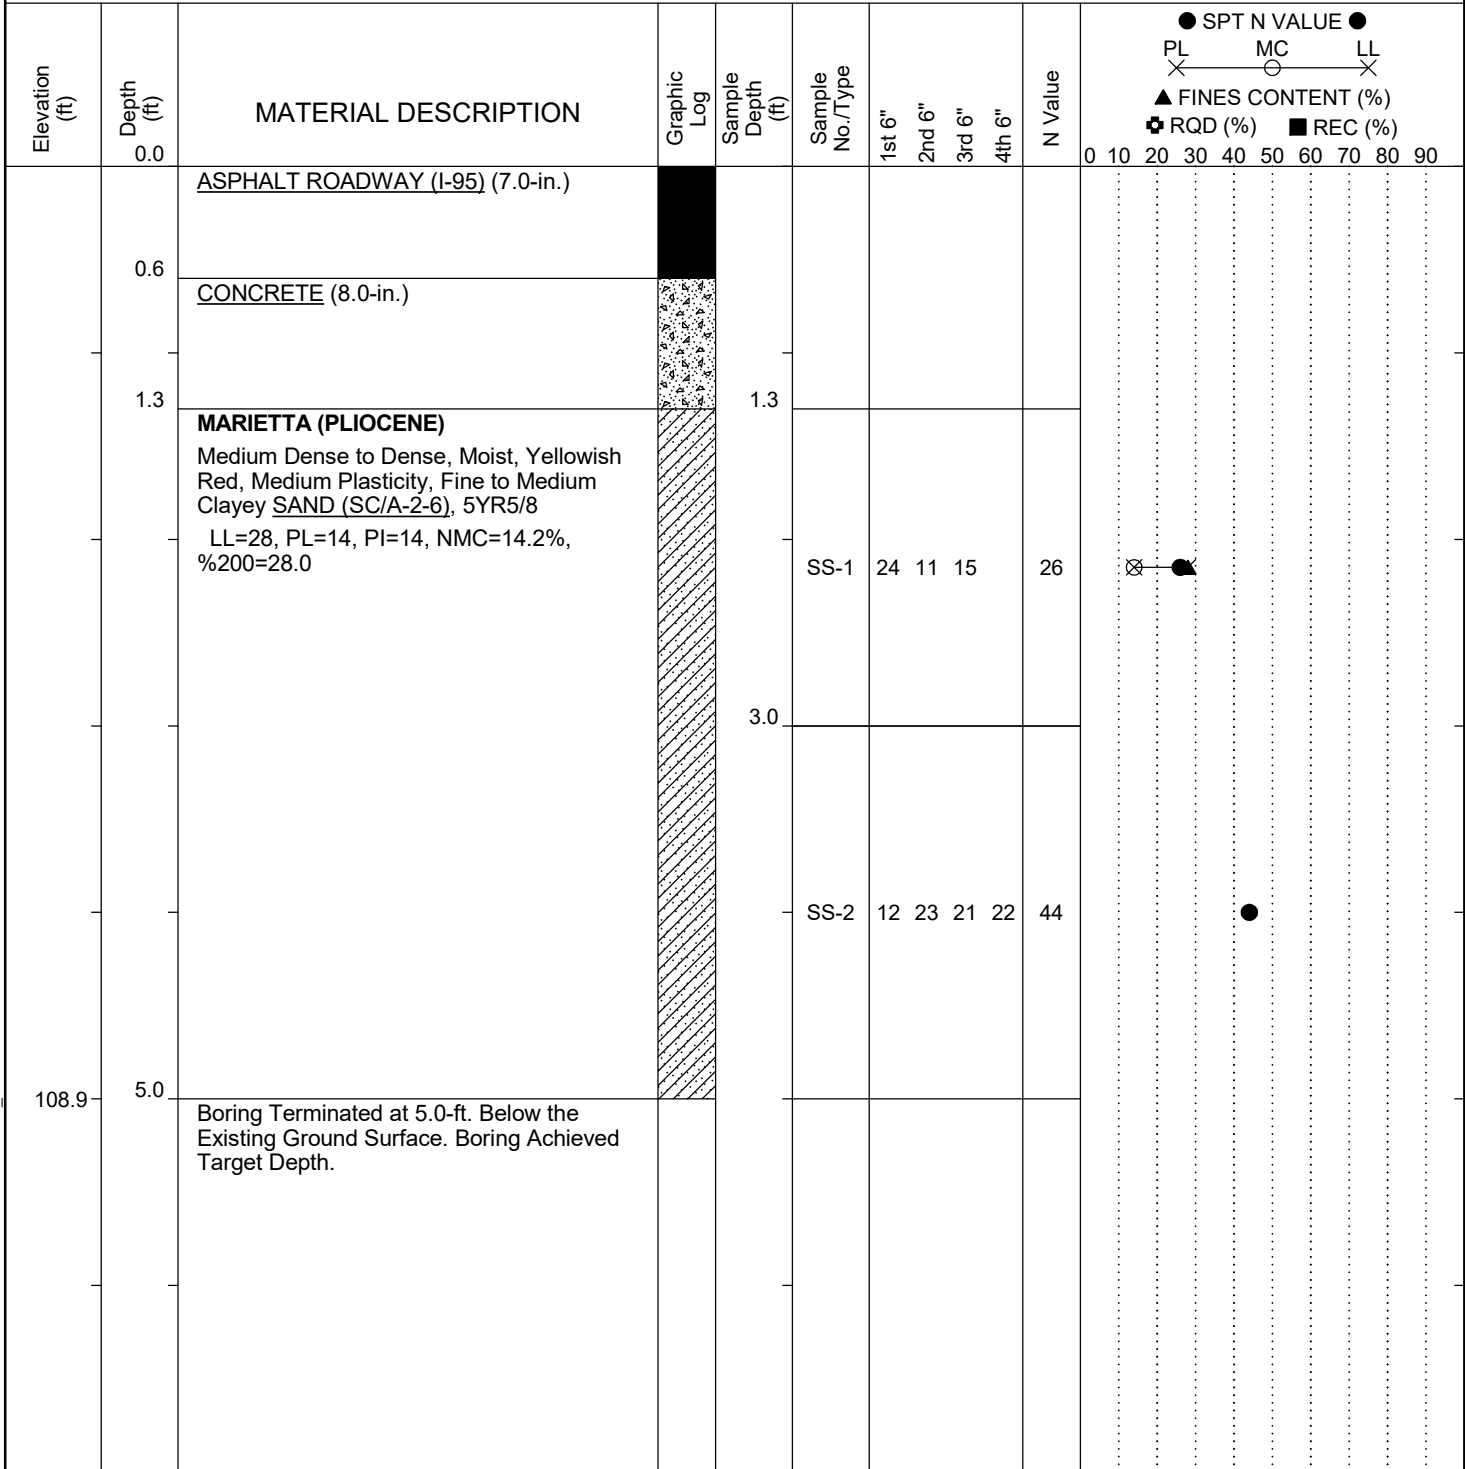 ● SPT N VALUE ●
PL MC LL
▲ FINES CONTENT (%)
RQD (%) ■ REC (%)
0 10 20 30 40 50 60 70 80 90
Elevation (ft)
Depth (ft)
0.0
MATERIAL DESCRIPTION
Graphic Log
Sample Depth (ft)
Sample No./Type
1st 6"
2nd 6"
3rd 6"
4th 6"
N Value
ASPHALT ROADWAY (I-95) (7.0-in.)
0.6
CONCRETE (8.0-in.)
1.3 1.3
MARIETTA (PLIOCENE)
Medium Dense to Dense, Moist, Yellowish
Red, Medium Plasticity, Fine to Medium
Clayey SAND (SC/A-2-6), 5YR5/8
LL=28, PL=14, PI=14, NMC=14.2%,
%200=28.0
SS-1 24 11 15 26
3.0
SS-2 12 23 21 22 44
108.9 5.0
Boring Terminated at 5.0-ft. Below the
Existing Ground Surface. Boring Achieved
Target Depth.